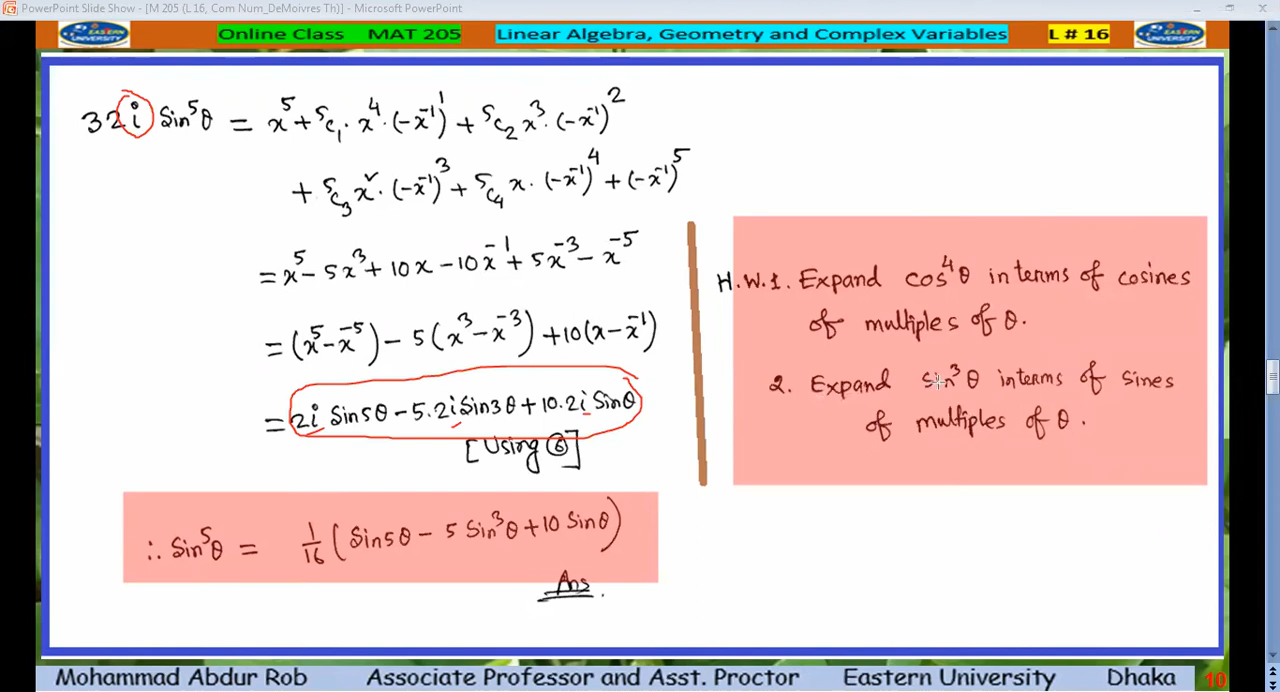 PowerPoint Slide Show - [M 205 (L 16, Com Num_DeMoivres Th)] - Microsoft PowerPoint
EASTERN UNIVERSITY Online Class MAT 205 Linear Algebra, Geometry and Complex Variables L # 16 EASTERN UNIVERSITY
32i Sin⁵θ = x⁵ + ⁵C₁. x⁴.(-x⁻¹)¹ + ⁵C₂ x³.(-x⁻¹)²
+ ⁵C₃ x². (-x⁻¹)³ + ⁵C₄ x. (-x⁻¹)⁴ + (-x⁻¹)⁵
= x⁵ - 5x³ + 10x - 10x⁻¹ + 5x⁻³ - x⁻⁵
= (x⁵ - x⁻⁵) - 5(x³ - x⁻³) + 10(x - x⁻¹)
= 2i Sin5θ - 5.2i Sin3θ + 10.2i Sinθ
[Using ⑥]
∴ Sin⁵θ = 1/16 (Sin5θ - 5 Sin³θ + 10 Sinθ)
Ans.
H.W.1. Expand cos⁴θ in terms of cosines
of multiples of θ.
2. Expand sin³θ interms of sines
of multiples of θ.
Mohammad Abdur Rob Associate Professor and Asst. Proctor Eastern University Dhaka 10